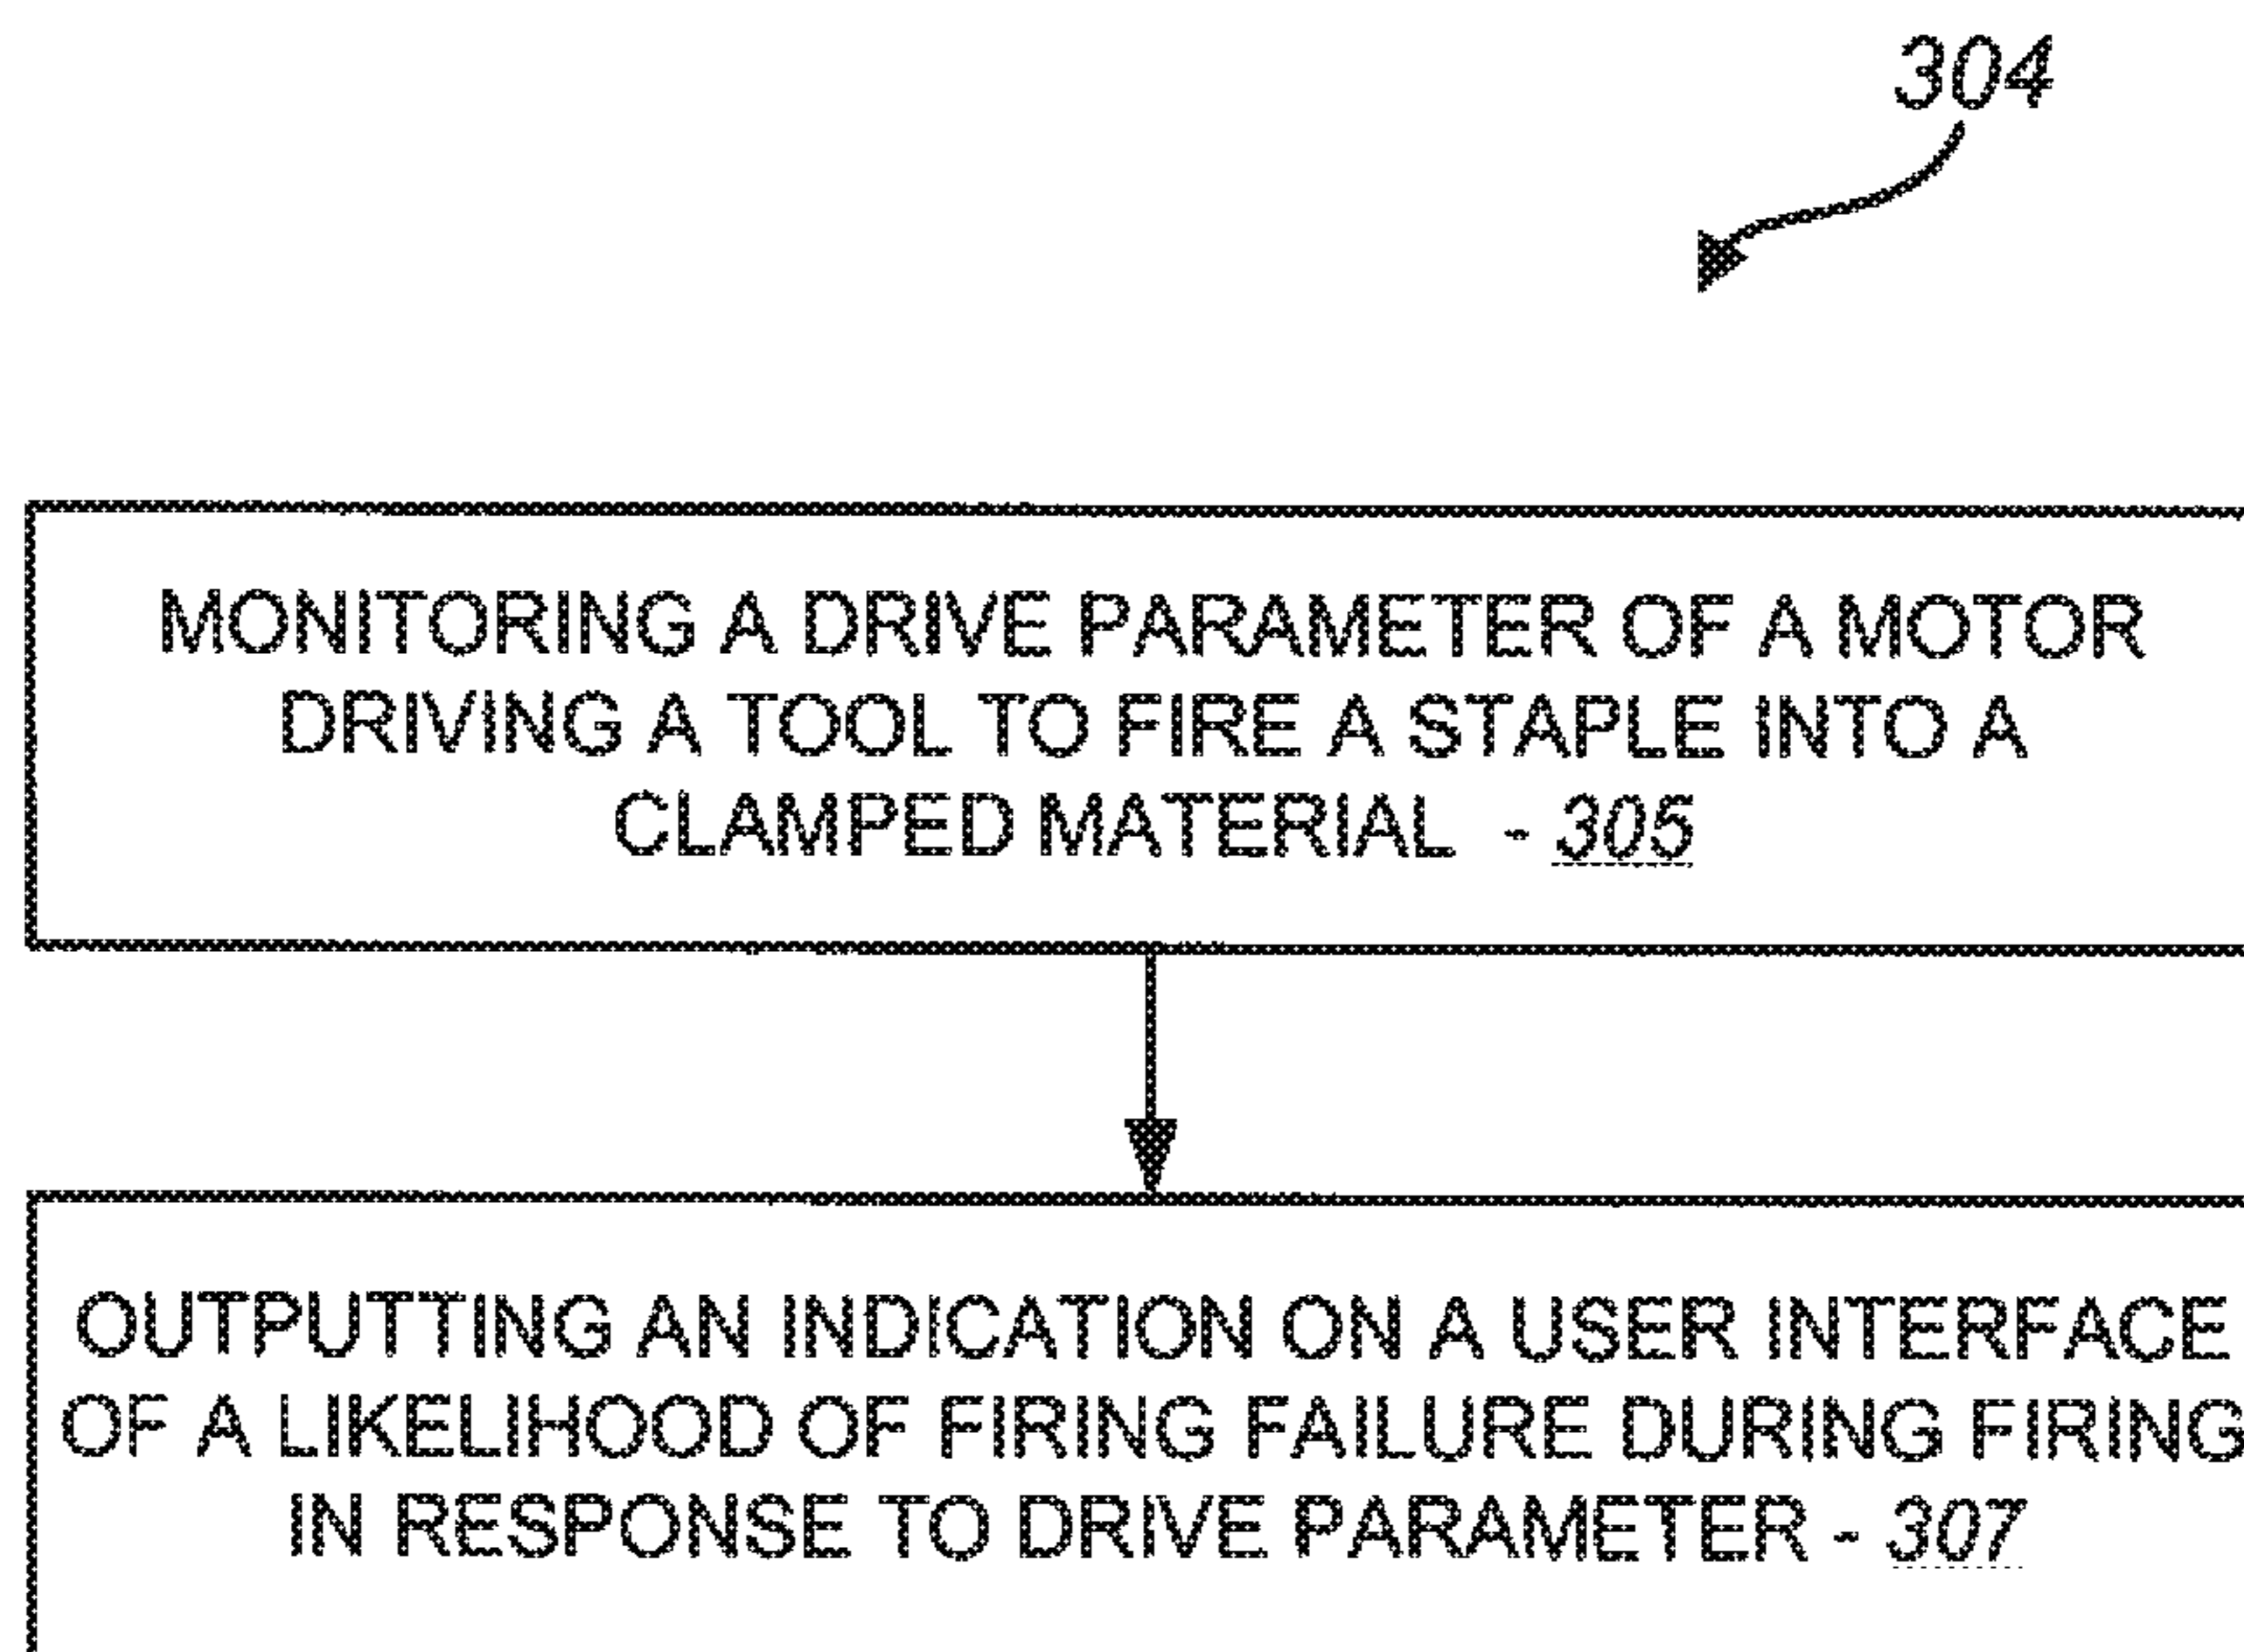 304
MONITORING A DRIVE PARAMETER OF A MOTOR
DRIVING A TOOL TO FIRE A STAPLE INTO A
CLAMPED MATERIAL - 305
OUTPUTTING AN INDICATION ON A USER INTERFACE
OF A LIKELIHOOD OF FIRING FAILURE DURING FIRING
IN RESPONSE TO DRIVE PARAMETER - 307